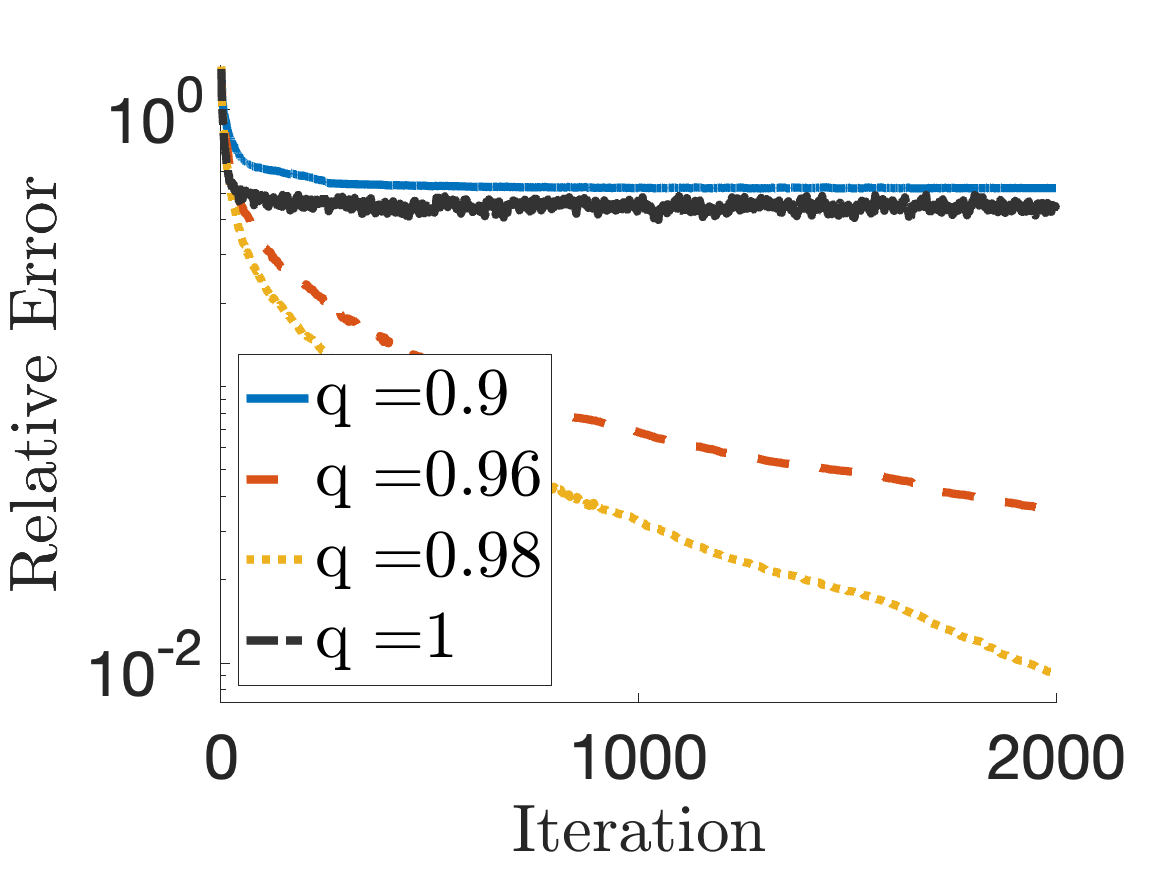 10^0
10^-2
Relative Error
q =0.9
q =0.96
q =0.98
q =1
0 1000 2000
Iteration